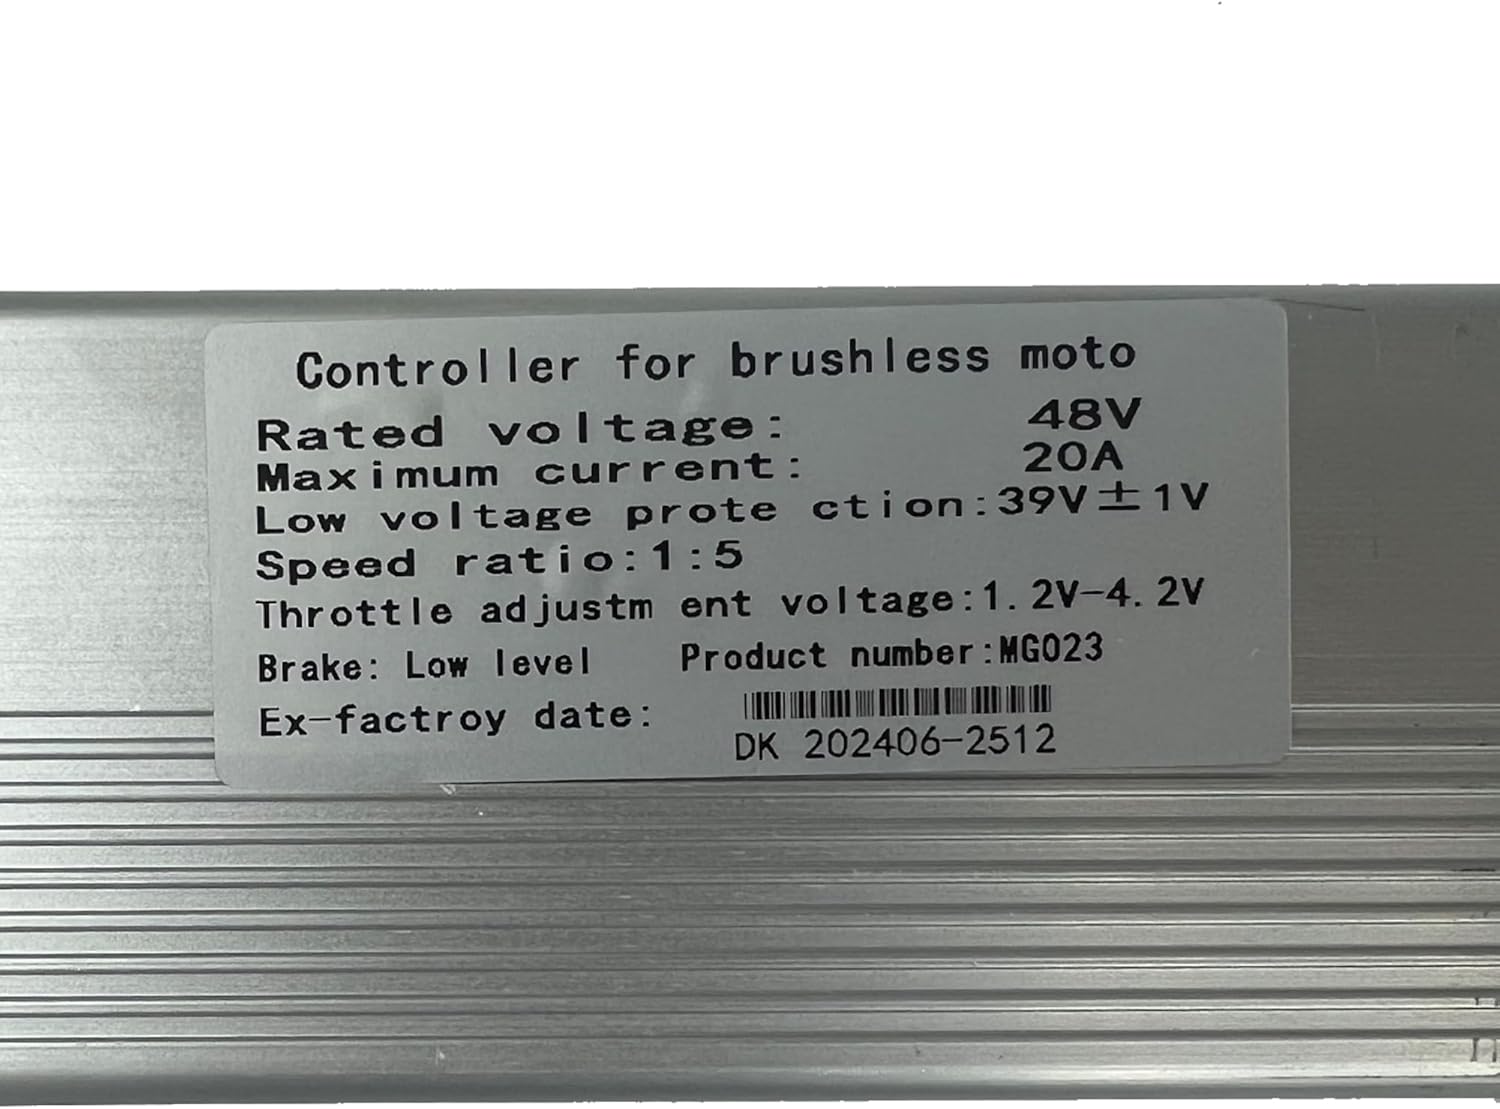 Controller for brushless moto
Rated voltage: 48V
Maximum current: 20A
Low voltage prote ction:39V±1V
Speed ratio:1:5
Throttle adjustm ent voltage:1.2V-4.2V
Brake: Low level Product number:MG023
Ex-factroy date:
DK 202406-2512